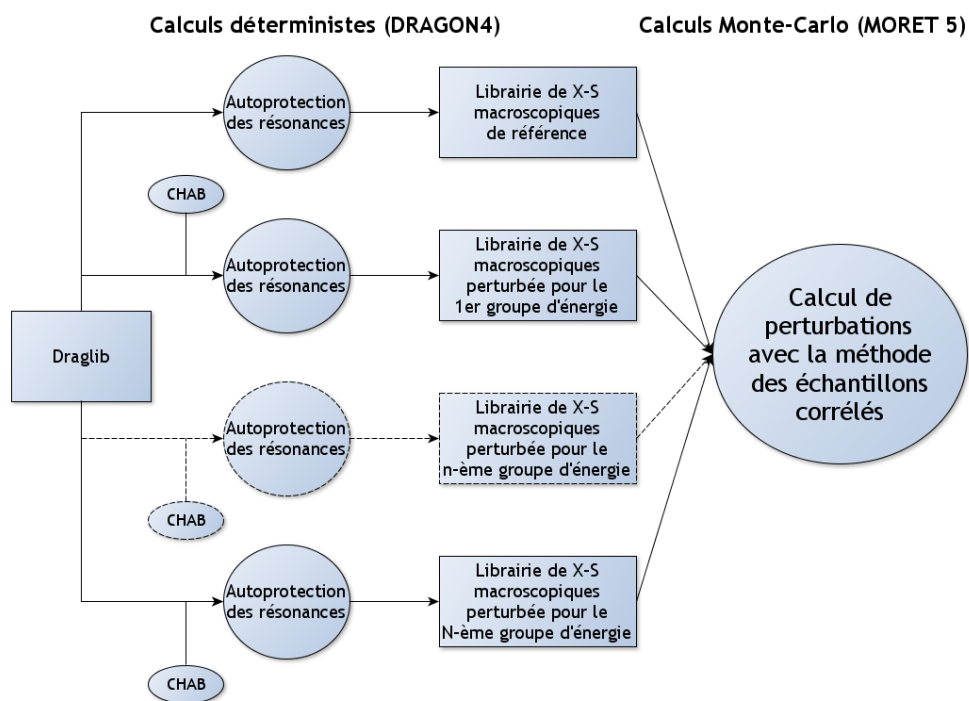 Calculs déterministes (DRAGON4)
Calculs Monte-Carlo (MORET 5)
Autoprotection
des résonances
Librairie de X-S
macroscopiques
de référence
CHAB
Autoprotection
des résonances
Librairie de X-S
macroscopiques
perturbée pour le
1er groupe d'énergie
Draglib
Calcul de
perturbations
avec la méthode
des échantillons
corrélés
Autoprotection
des résonances
Librairie de X-S
macroscopiques
perturbée pour le
n-ème groupe d'énergie
CHAB
Autoprotection
des résonances
Librairie de X-S
macroscopiques
perturbée pour le
N-ème groupe d'énergie
CHAB